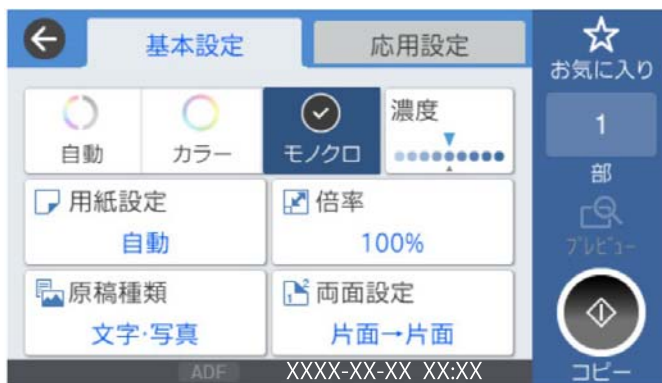 基本設定
応用設定
お気に入り
自動
カラー
モノクロ
濃度
1
部
用紙設定
自動
倍率
100%
プレビュー
原稿種類
文字·写真
両面設定
片面→片面
ADF
XXXX-XX-XX XX:XX
コピー